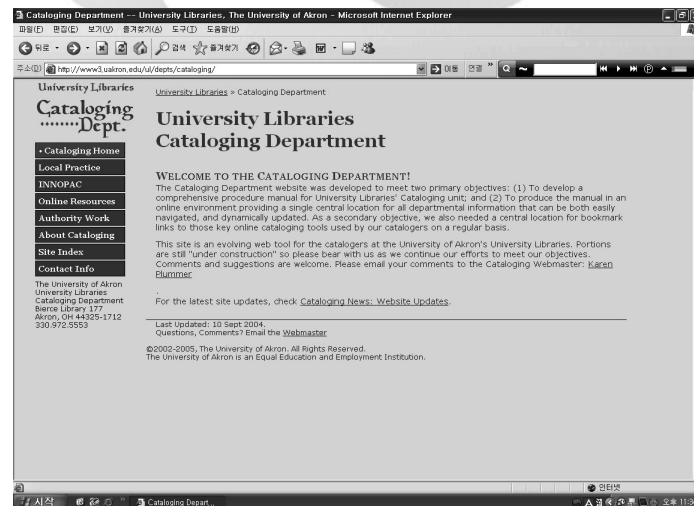 Cataloging Department -- University Libraries, The University of Akron - Microsoft Internet Explorer
파일(F) 편집(E) 보기(V) 즐겨찾기(A) 도구(T) 도움말(H)
뒤로 검색 즐겨찾기
주소(D) http://www3.uakron.edu/ul/depts/cataloging/ 이동 연결 »
University Libraries
Cataloging
Dept.
• Cataloging Home
Local Practice
INNOPAC
Online Resources
Authority Work
About Cataloging
Site Index
Contact Info
The University of Akron
University Libraries
Cataloging Department
Bierce Library 177
Akron, OH 44325-1712
330.972.5553
University Libraries > Cataloging Department
University Libraries
Cataloging Department
WELCOME TO THE CATALOGING DEPARTMENT!
The Cataloging Department website was developed to meet two primary objectives: (1) To develop a
comprehensive procedure manual for University Libraries' Cataloging unit; and (2) To produce the manual in an
online environment providing a single central location for all departmental information that can be both easily
navigated, and dynamically updated. As a secondary objective, we also needed a central location for bookmark
links to those key online cataloging tools used by our catalogers on a regular basis.
This site is an evolving web tool for the catalogers at the University of Akron's University Libraries. Portions
are still "under construction" so please bear with us as we continue our efforts to meet our objectives.
Comments and suggestions are welcome. Please email your comments to the Cataloging Webmaster: Karen
Plummer
.
For the latest site updates, check Cataloging News: Website Updates.
Last Updated: 10 Sept 2004.
Questions, Comments? Email the Webmaster
©2002-2005, The University of Akron. All Rights Reserved.
The University of Akron is an Equal Education and Employment Institution.
인터넷
시작 Cataloging Depart... 오후 11:3